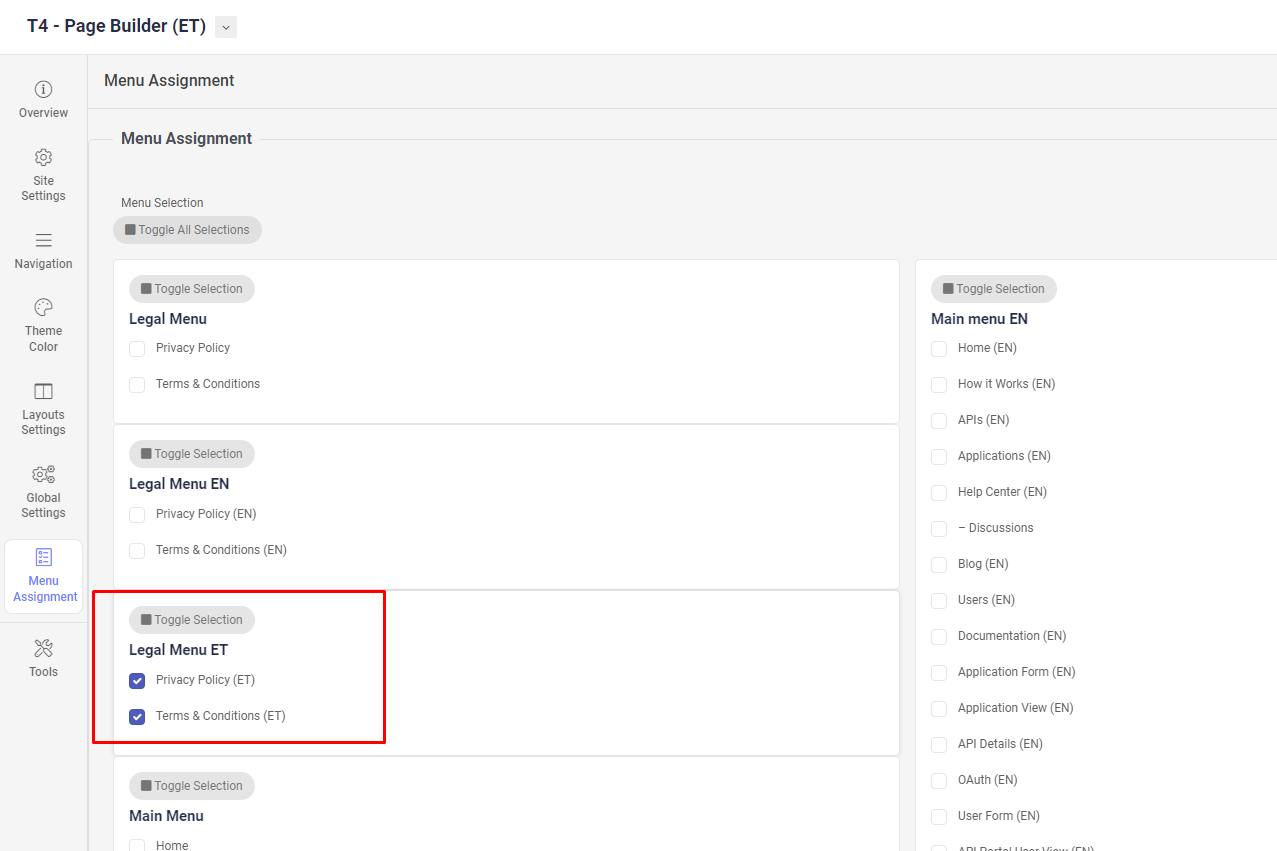 T4 - Page Builder (ET)
Overview
Site
Settings
Navigation
Theme
Color
Layouts
Settings
Global
Settings
Menu
Assignment
Tools
Menu Assignment
Menu Assignment
Menu Selection
Toggle All Selections
Toggle Selection
Legal Menu
Privacy Policy
Terms & Conditions
Toggle Selection
Legal Menu EN
Privacy Policy (EN)
Terms & Conditions (EN)
Toggle Selection
Legal Menu ET
Privacy Policy (ET)
Terms & Conditions (ET)
Toggle Selection
Main Menu
Home
Toggle Selection
Main menu EN
Home (EN)
How it Works (EN)
APIs (EN)
Applications (EN)
Help Center (EN)
– Discussions
Blog (EN)
Users (EN)
Documentation (EN)
Application Form (EN)
Application View (EN)
API Details (EN)
OAuth (EN)
User Form (EN)
API Portal User View (EN)